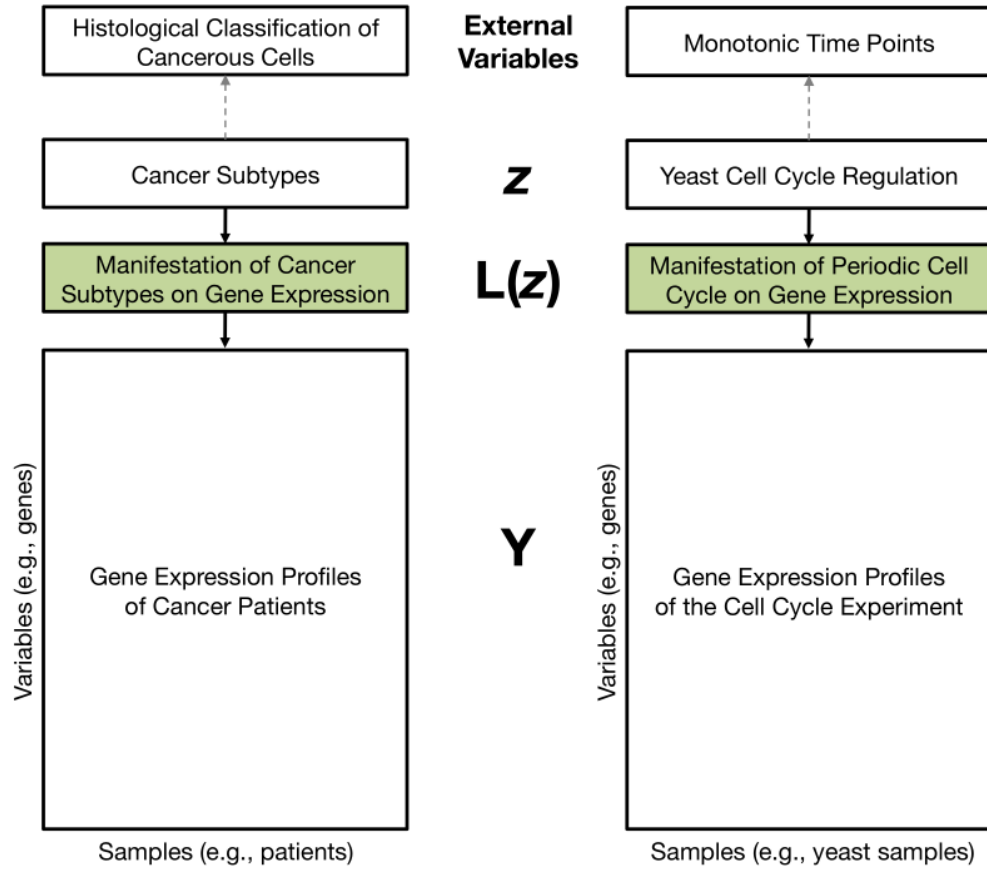 Histological Classification of
Cancerous Cells
External
Variables
Monotonic Time Points
Cancer Subtypes
z
Yeast Cell Cycle Regulation
Manifestation of Cancer
Subtypes on Gene Expression
L(z)
Manifestation of Periodic Cell
Cycle on Gene Expression
Variables (e.g., genes)
Gene Expression Profiles
of Cancer Patients
Y
Variables (e.g., genes)
Gene Expression Profiles
of the Cell Cycle Experiment
Samples (e.g., patients)
Samples (e.g., yeast samples)